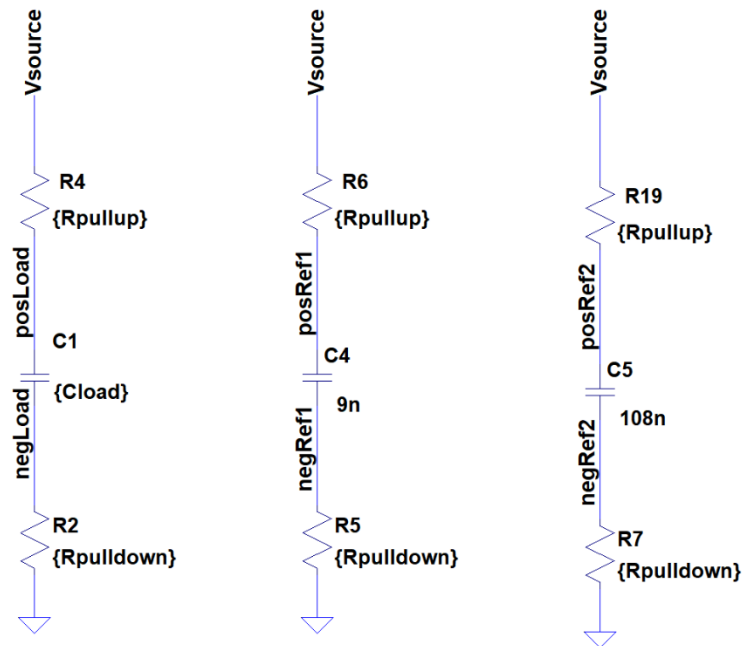 Vsource
R4
{Rpullup}
posLoad
C1
{Cload}
negLoad
R2
{Rpulldown}
Vsource
R6
{Rpullup}
posRef1
C4
9n
negRef1
R5
{Rpulldown}
Vsource
R19
{Rpullup}
posRef2
C5
108n
negRef2
R7
{Rpulldown}